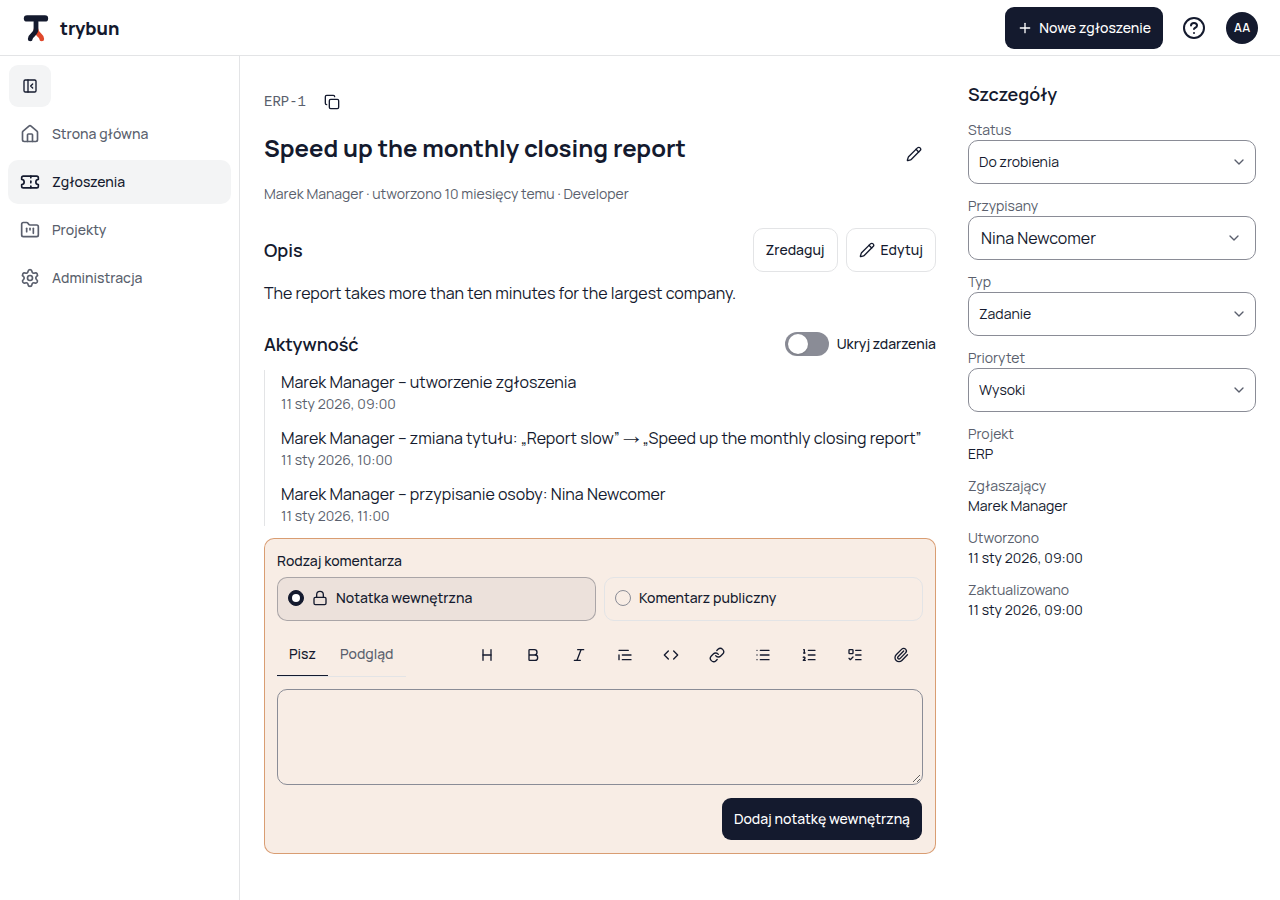 trybun
Nowe zgłoszenie
AA
Strona główna
Zgłoszenia
Projekty
Administracja
ERP-1
Speed up the monthly closing report
Marek Manager · utworzono 10 miesięcy temu · Developer
Opis
Zredaguj
Edytuj
The report takes more than ten minutes for the largest company.
Aktywność
Ukryj zdarzenia
Marek Manager – utworzenie zgłoszenia
11 sty 2026, 09:00
Marek Manager – zmiana tytułu: „Report slow” → „Speed up the monthly closing report”
11 sty 2026, 10:00
Marek Manager – przypisanie osoby: Nina Newcomer
11 sty 2026, 11:00
Rodzaj komentarza
Notatka wewnętrzna
Komentarz publiczny
Pisz
Podgląd
Dodaj notatkę wewnętrzną
Szczegóły
Status
Do zrobienia
Przypisany
Nina Newcomer
Typ
Zadanie
Priorytet
Wysoki
Projekt
ERP
Zgłaszający
Marek Manager
Utworzono
11 sty 2026, 09:00
Zaktualizowano
11 sty 2026, 09:00